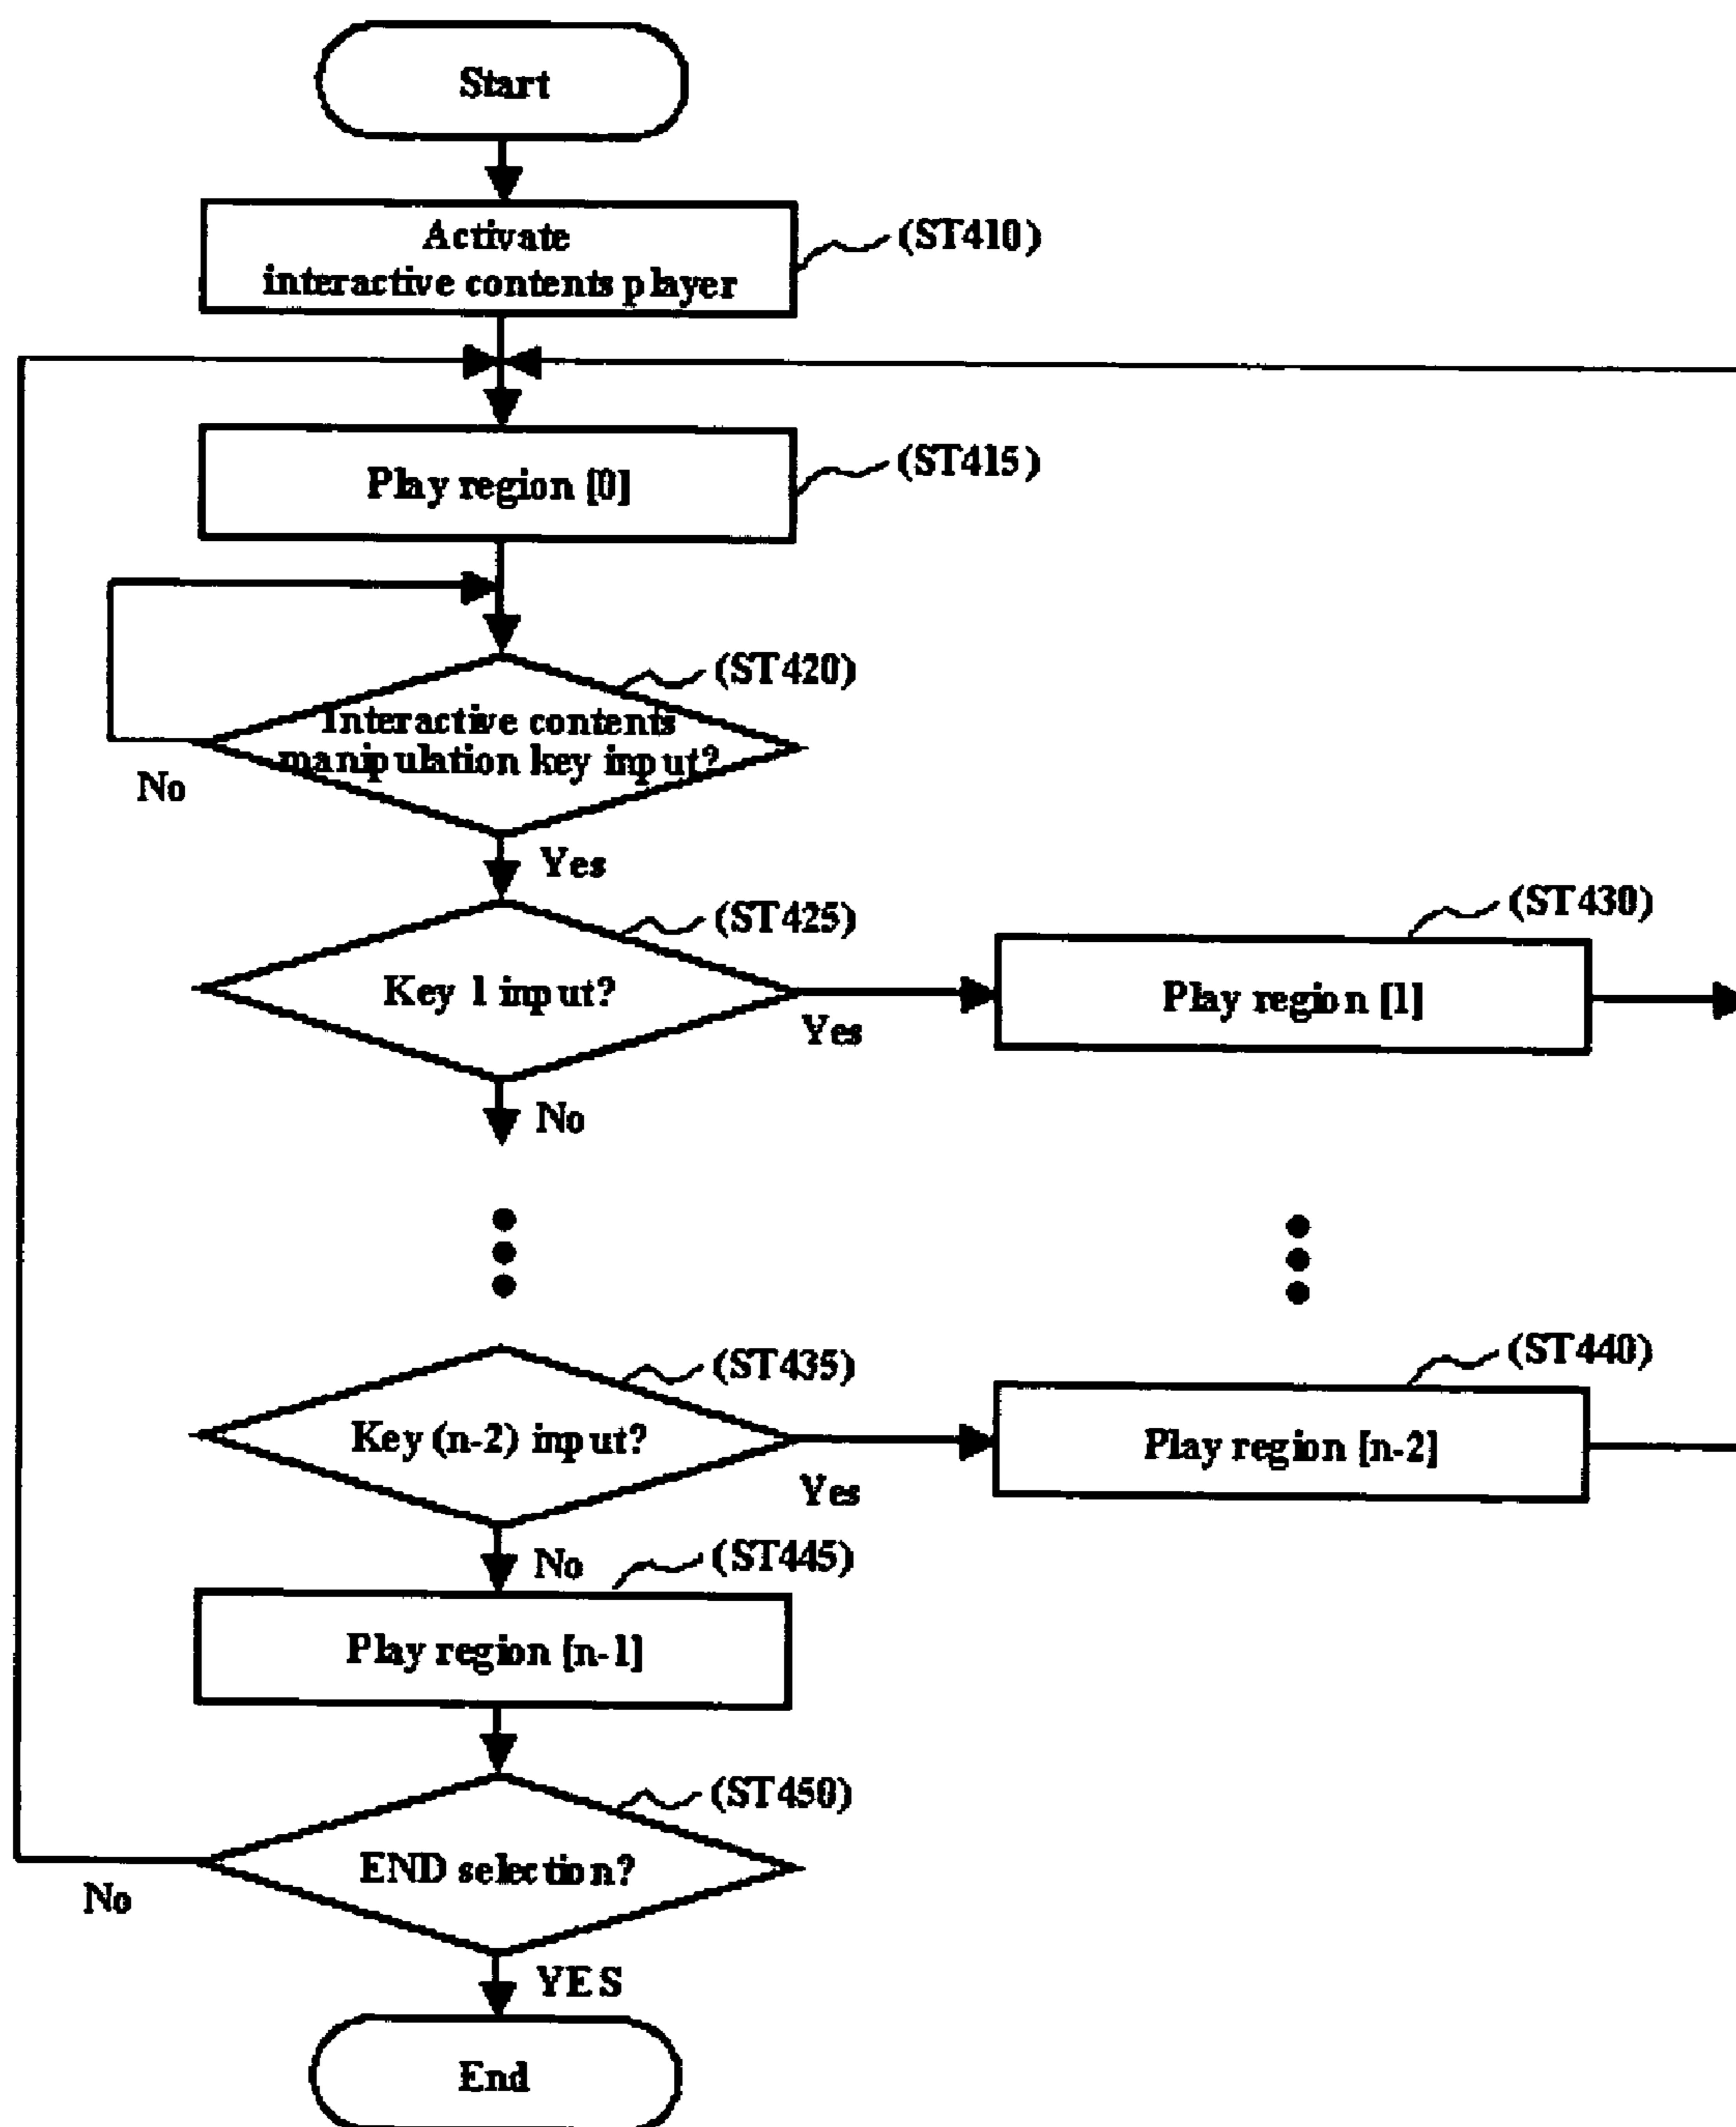 Start
Activate
interactive contents player
(ST410)
Play region [0]
(ST415)
(ST420)
Interactive contents
manipulation key input?
No
Yes
(ST425)
Key 1 input?
Yes
(ST430)
Play region [1]
No
(ST435)
Key (n-2) input?
Yes
(ST440)
Play region [n-2]
No
(ST445)
Play region [n-1]
(ST450)
END selection?
No
YES
End